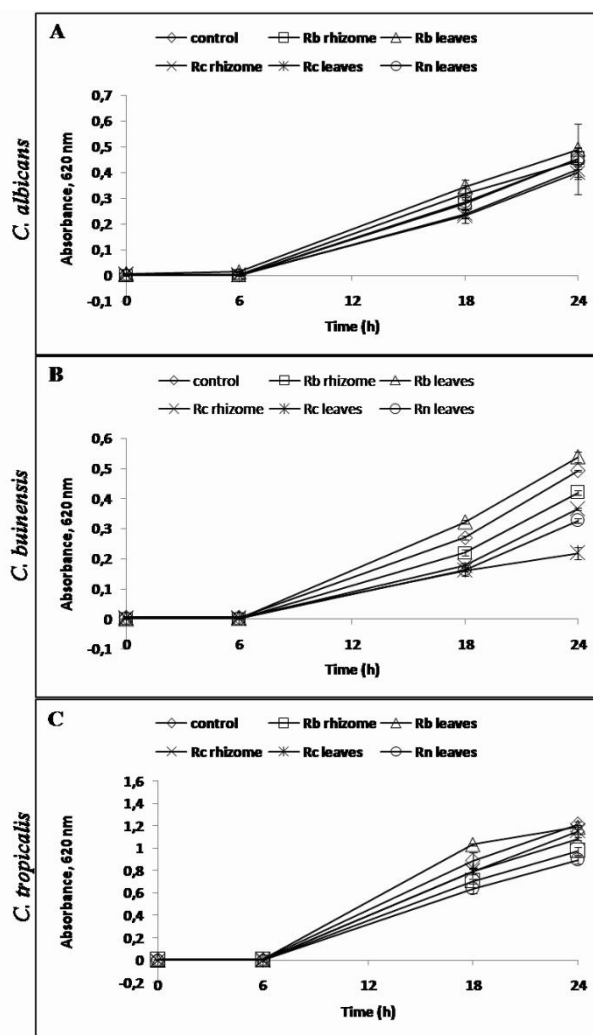 A
control Rb rhizome Rb leaves
Rc rhizome Rc leaves Rn leaves
C. albicans
Absorbance, 620 nm
0,7
0,6
0,5
0,4
0,3
0,2
0,1
0
-0,1
0 6 12 18 24
Time (h)
B
control Rb rhizome Rb leaves
Rc rhizome Rc leaves Rn leaves
C. buinensis
Absorbance, 620 nm
0,6
0,5
0,4
0,3
0,2
0,1
0
-0,1
0 6 12 18 24
Time (h)
C
control Rb rhizome Rb leaves
Rc rhizome Rc leaves Rn leaves
C. tropicalis
Absorbance, 620 nm
1,6
1,4
1,2
1
0,8
0,6
0,4
0,2
0
-0,2
0 6 12 18 24
Time (h)